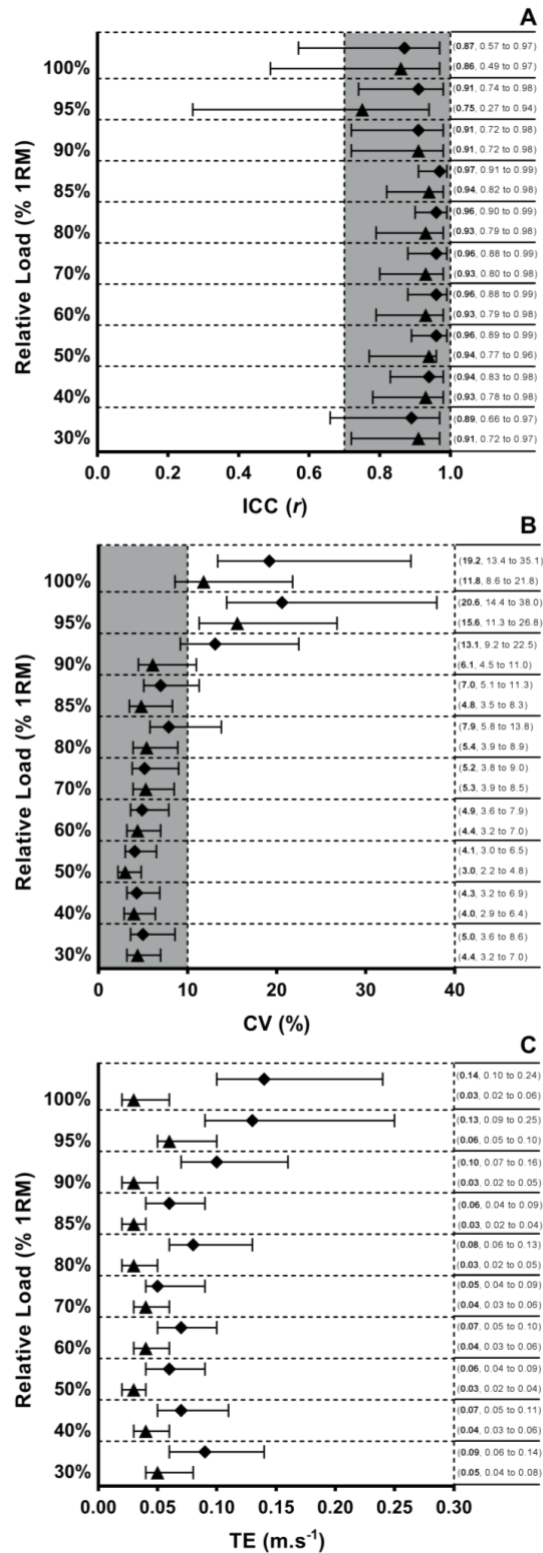 A
(0.87, 0.57 to 0.97)
100%
(0.86, 0.49 to 0.97)
(0.91, 0.74 to 0.98)
95%
(0.75, 0.27 to 0.94)
(0.91, 0.72 to 0.98)
90%
(0.91, 0.72 to 0.98)
(0.97, 0.91 to 0.99)
85%
(0.94, 0.82 to 0.98)
(0.96, 0.90 to 0.99)
80%
(0.93, 0.79 to 0.98)
(0.96, 0.88 to 0.99)
70%
(0.93, 0.80 to 0.98)
(0.96, 0.88 to 0.99)
60%
(0.93, 0.79 to 0.98)
(0.96, 0.89 to 0.99)
50%
(0.94, 0.77 to 0.96)
(0.94, 0.83 to 0.98)
40%
(0.93, 0.78 to 0.98)
(0.89, 0.66 to 0.97)
30%
(0.91, 0.72 to 0.97)
Relative Load (% 1RM)
0.0 0.2 0.4 0.6 0.8 1.0
ICC (r)
B
(19.2, 13.4 to 35.1)
100%
(11.8, 8.6 to 21.8)
(20.6, 14.4 to 38.0)
95%
(15.6, 11.3 to 26.8)
(13.1, 9.2 to 22.5)
90%
(6.1, 4.5 to 11.0)
(7.0, 5.1 to 11.3)
85%
(4.8, 3.5 to 8.3)
(7.9, 5.8 to 13.8)
80%
(5.4, 3.9 to 8.9)
(5.2, 3.8 to 9.0)
70%
(5.3, 3.9 to 8.5)
(4.9, 3.6 to 7.9)
60%
(4.4, 3.2 to 7.0)
(4.1, 3.0 to 6.5)
50%
(3.0, 2.2 to 4.8)
(4.3, 3.2 to 6.9)
40%
(4.0, 2.9 to 6.4)
(5.0, 3.6 to 8.6)
30%
(4.4, 3.2 to 7.0)
Relative Load (% 1RM)
0 10 20 30 40
CV (%)
C
(0.14, 0.10 to 0.24)
100%
(0.03, 0.02 to 0.06)
(0.13, 0.09 to 0.25)
95%
(0.06, 0.05 to 0.10)
(0.10, 0.07 to 0.16)
90%
(0.03, 0.02 to 0.05)
(0.06, 0.04 to 0.09)
85%
(0.03, 0.02 to 0.04)
(0.08, 0.06 to 0.13)
80%
(0.03, 0.02 to 0.05)
(0.05, 0.04 to 0.09)
70%
(0.04, 0.03 to 0.06)
(0.07, 0.05 to 0.10)
60%
(0.04, 0.03 to 0.06)
(0.06, 0.04 to 0.09)
50%
(0.03, 0.02 to 0.04)
(0.07, 0.05 to 0.11)
40%
(0.04, 0.03 to 0.06)
(0.09, 0.06 to 0.14)
30%
(0.05, 0.04 to 0.08)
Relative Load (% 1RM)
0.00 0.05 0.10 0.15 0.20 0.25 0.30
TE (m.s⁻¹)